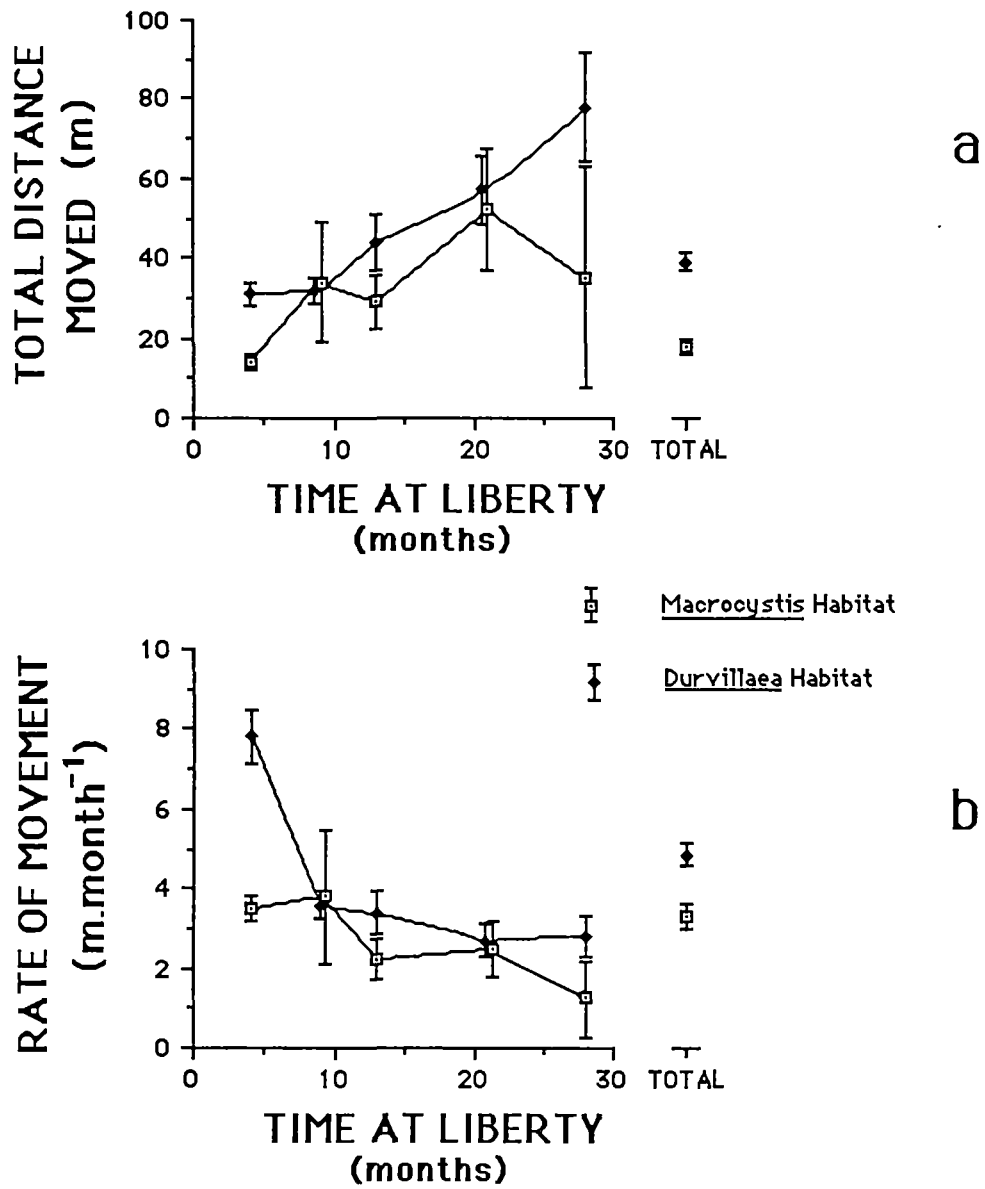 100
80
60
40
20
0
TOTAL DISTANCE
MOVED (m)
a
0 10 20 30 TOTAL
TIME AT LIBERTY
(months)
Macrocystis Habitat
Durvillaea Habitat
10
8
6
4
2
0
RATE OF MOVEMENT
(m.month⁻¹)
b
0 10 20 30 TOTAL
TIME AT LIBERTY
(months)